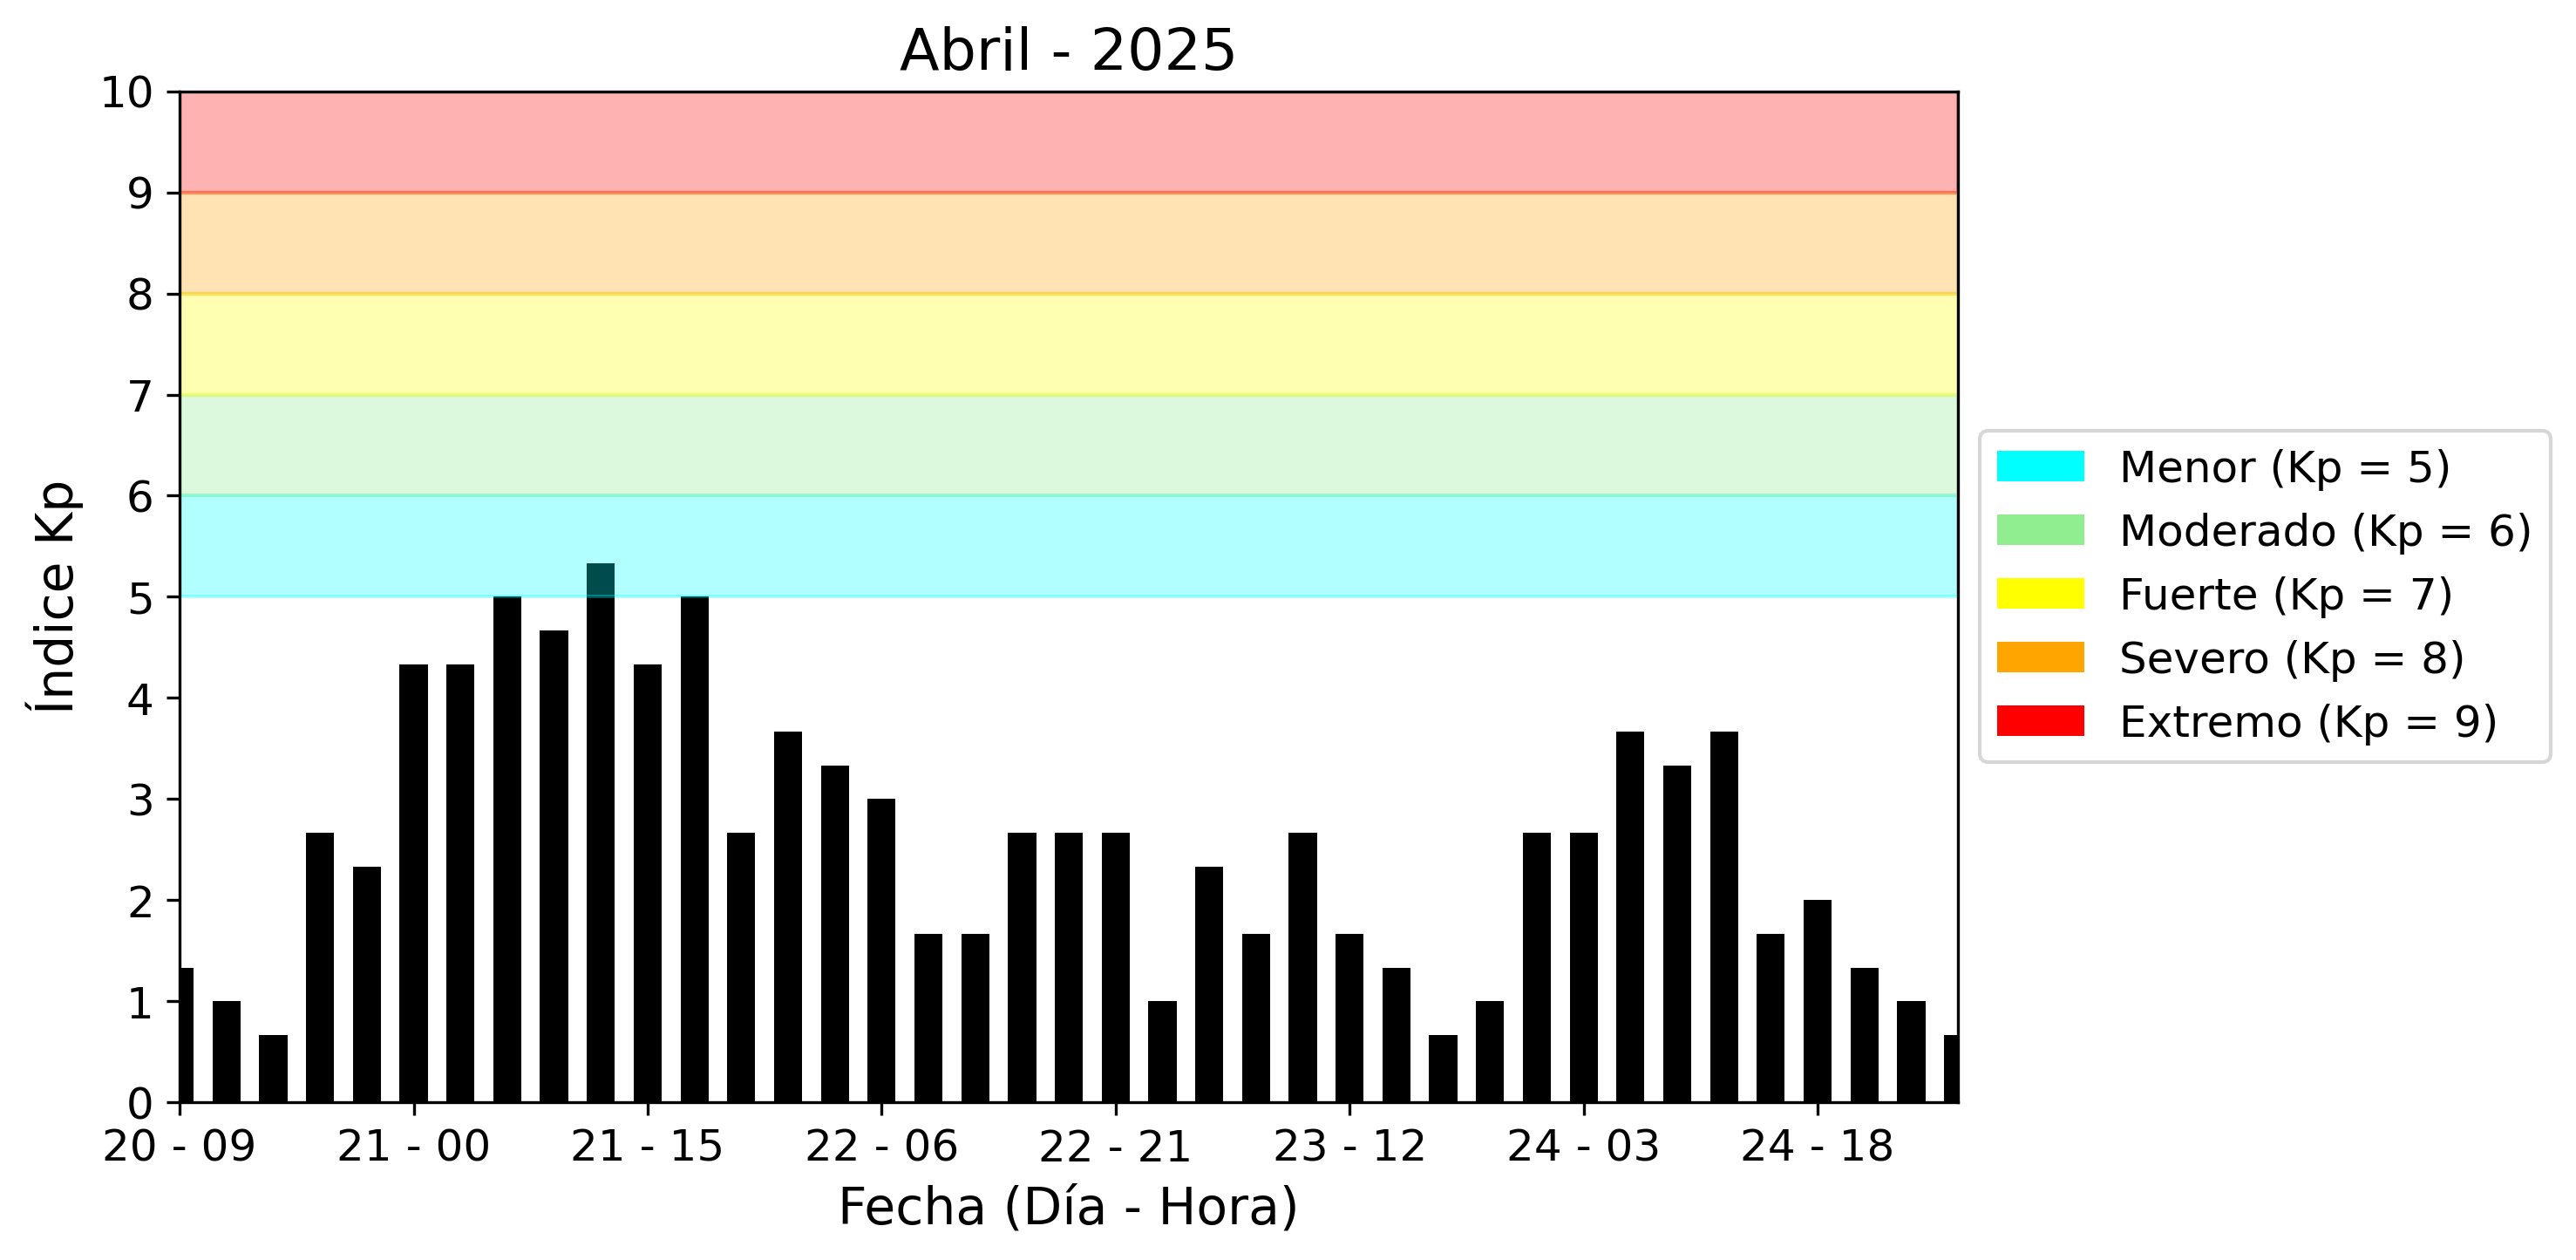 Abril - 2025
10
9
8
7
6
5
4
3
2
1
0
Índice Kp
20 - 09
21 - 00
21 - 15
22 - 06
22 - 21
23 - 12
24 - 03
24 - 18
Fecha (Día - Hora)
Menor (Kp = 5)
Moderado (Kp = 6)
Fuerte (Kp = 7)
Severo (Kp = 8)
Extremo (Kp = 9)